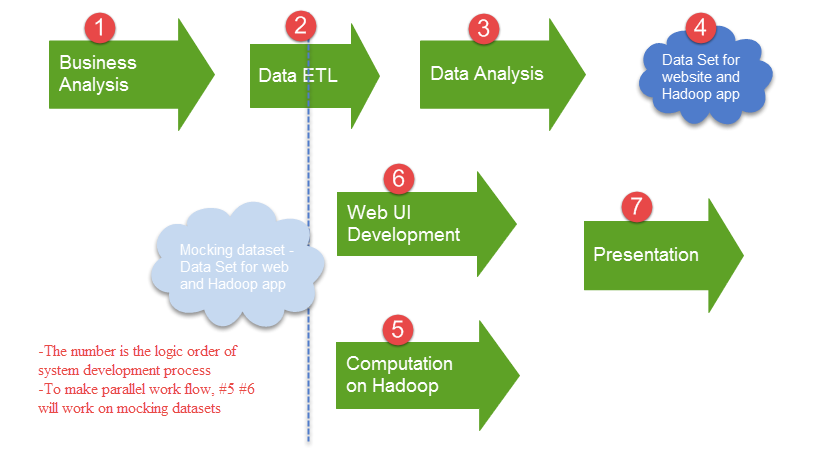 1
Business
Analysis
2
Data ETL
3
Data Analysis
4
Data Set for
website and
Hadoop app
6
Web UI
Development
7
Presentation
Mocking dataset -
Data Set for web
and Hadoop app
5
Computation
on Hadoop
-The number is the logic order of
system development process
-To make parallel work flow, #5 #6
will work on mocking datasets